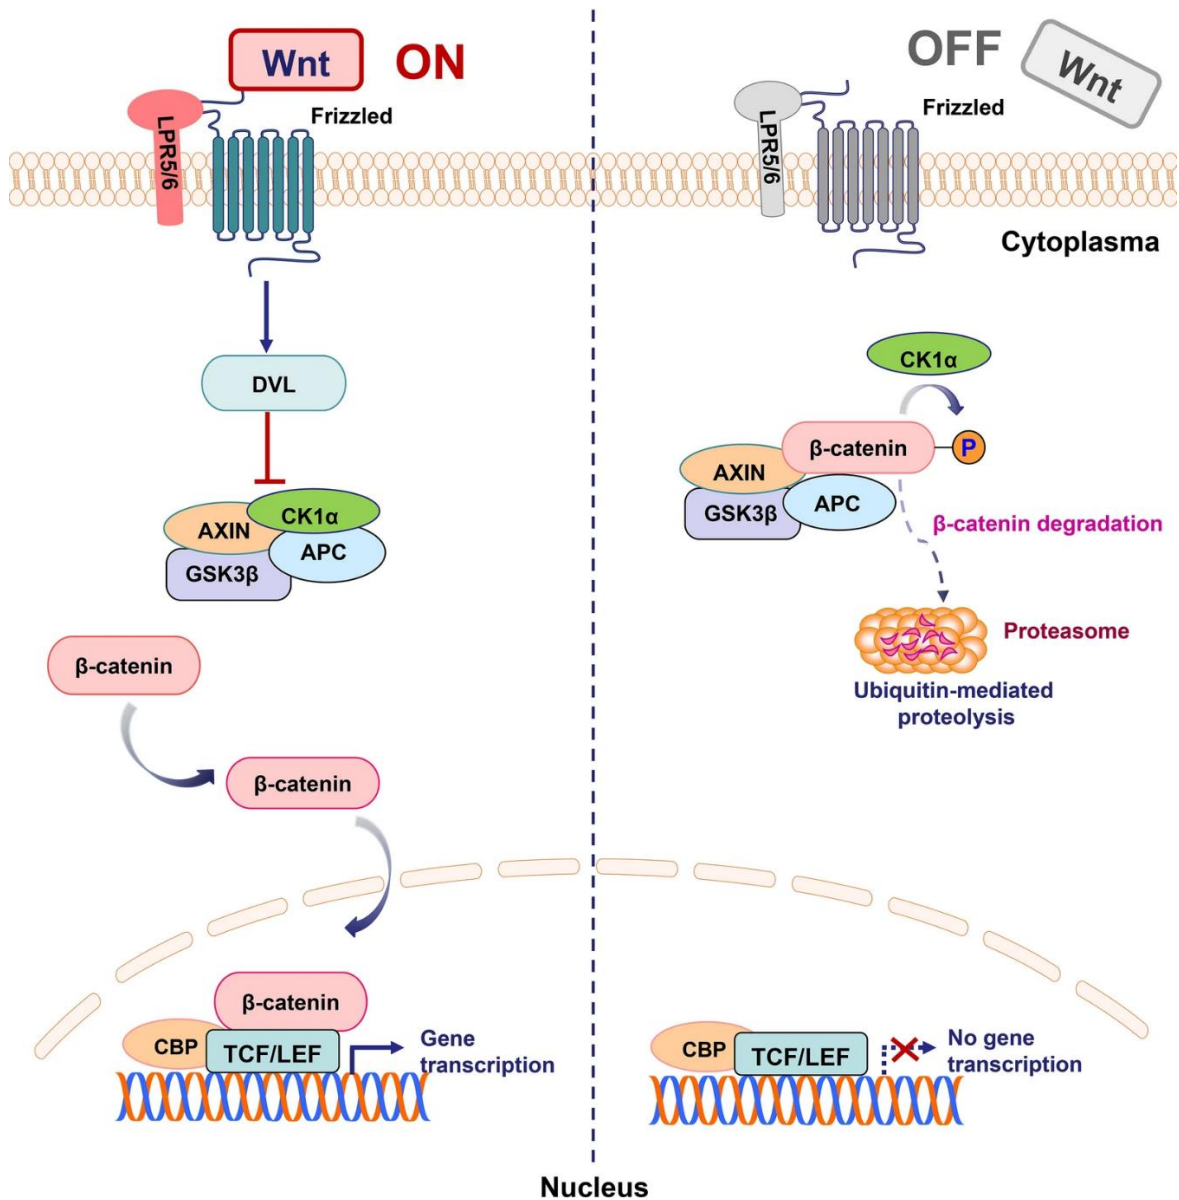 Wnt
ON
Frizzled
LPR5/6
DVL
AXIN
CK1α
APC
GSK3β
β-catenin
β-catenin
β-catenin
CBP
TCF/LEF
Gene
transcription
OFF
Wnt
Frizzled
LPR5/6
Cytoplasma
CK1α
β-catenin
P
AXIN
APC
GSK3β
β-catenin degradation
Proteasome
Ubiquitin-mediated
proteolysis
CBP
TCF/LEF
No gene
transcription
Nucleus